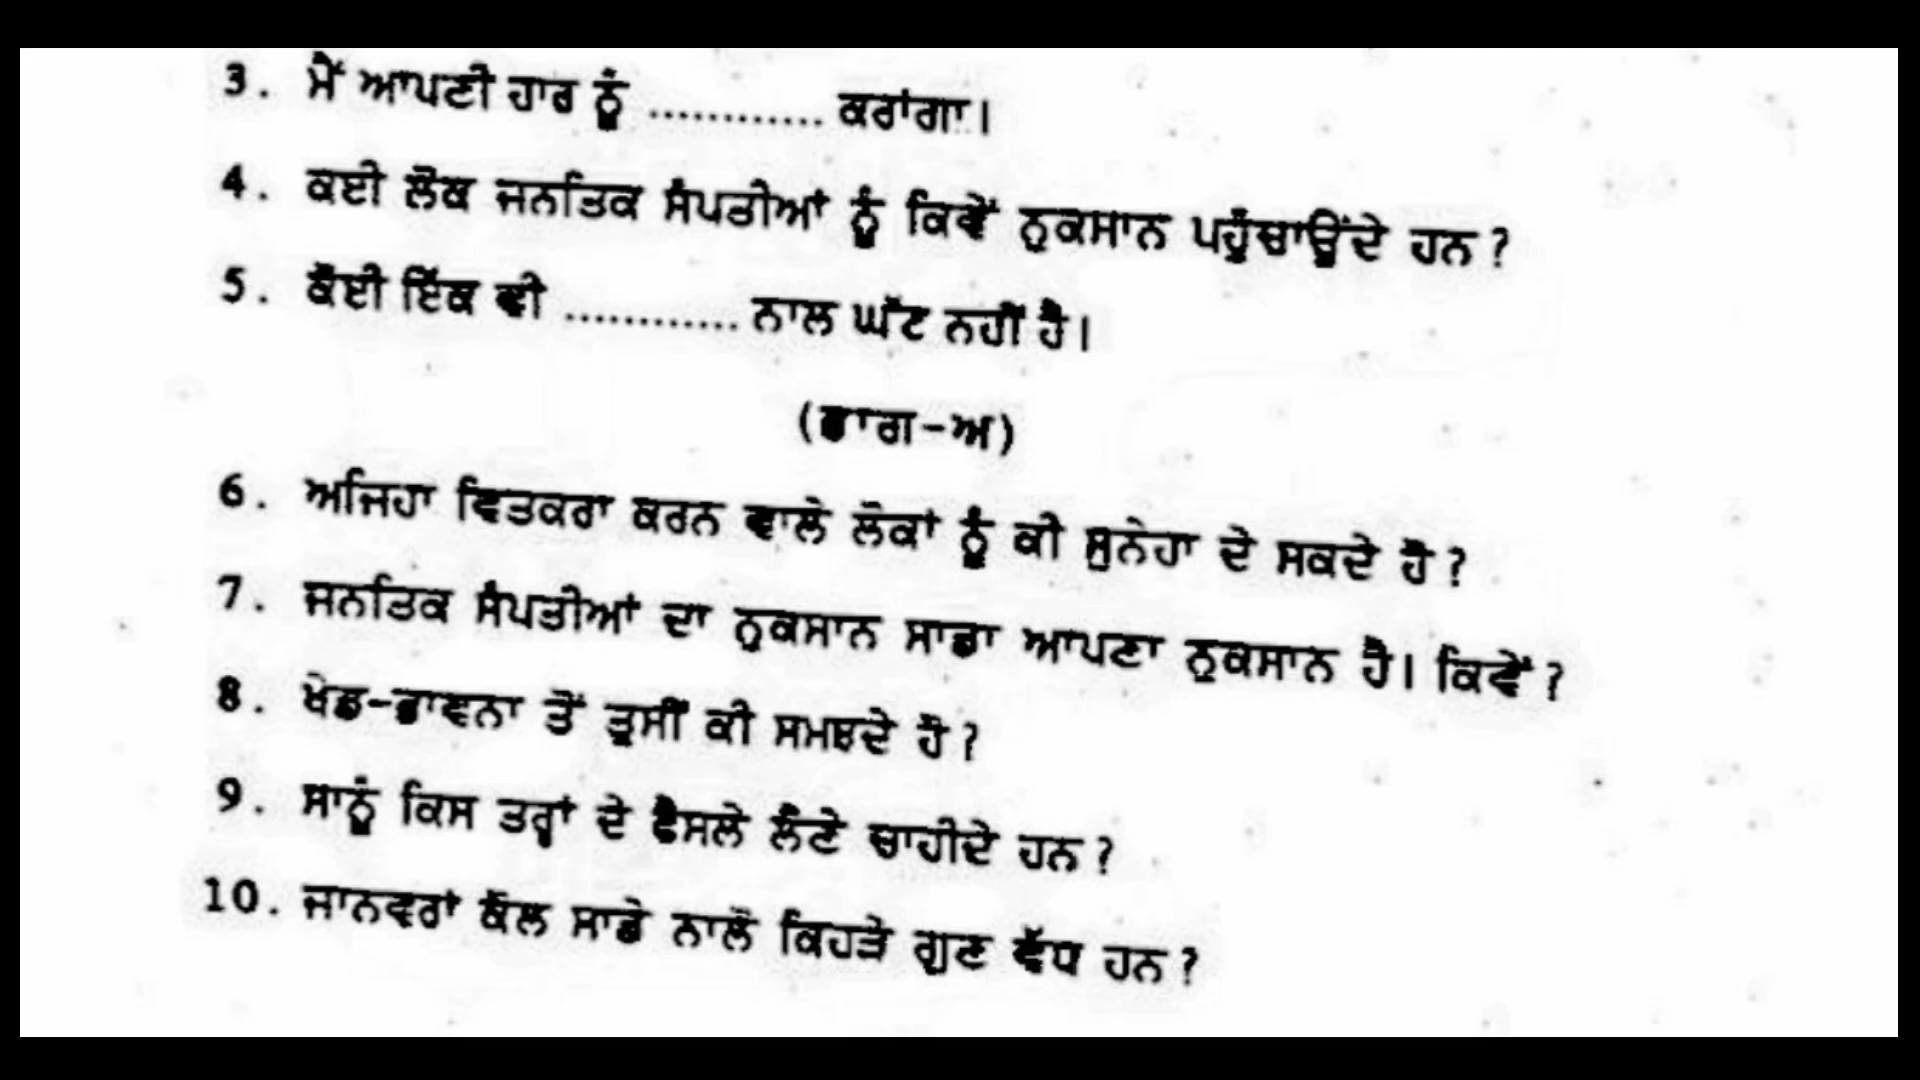 3. ਮੈਂ ਆਪਣੀ ਹਾਰ ਨੂੰ ............ ਕਰਾਂਗਾ।
4. ਕਈ ਲੋਕ ਜਨਤਿਕ ਸੰਪਤੀਆਂ ਨੂੰ ਕਿਵੇਂ ਨੁਕਸਾਨ ਪਹੁੰਚਾਉਂਦੇ ਹਨ?
5. ਕੋਈ ਇੱਕ ਵੀ ............ ਨਾਲ ਘੱਟ ਨਹੀਂ ਹੈ।
(ਭਾਗ-ਅ)
6. ਅਜਿਹਾ ਵਿਤਕਰਾ ਕਰਨ ਵਾਲੇ ਲੋਕਾਂ ਨੂੰ ਕੀ ਸੁਨੇਹਾ ਦੇ ਸਕਦੇ ਹੋ?
7. ਜਨਤਿਕ ਸੰਪਤੀਆਂ ਦਾ ਨੁਕਸਾਨ ਸਾਡਾ ਆਪਣਾ ਨੁਕਸਾਨ ਹੈ। ਕਿਵੇਂ?
8. ਖੇਡ-ਭਾਵਨਾ ਤੋਂ ਤੁਸੀਂ ਕੀ ਸਮਝਦੇ ਹੋ?
9. ਸਾਨੂੰ ਕਿਸ ਤਰ੍ਹਾਂ ਦੇ ਫੈਸਲੇ ਲੈਣੇ ਚਾਹੀਦੇ ਹਨ?
10. ਜਾਨਵਰਾਂ ਕੋਲ ਸਾਡੇ ਨਾਲੋਂ ਕਿਹੜੇ ਗੁਣ ਵੱਧ ਹਨ?